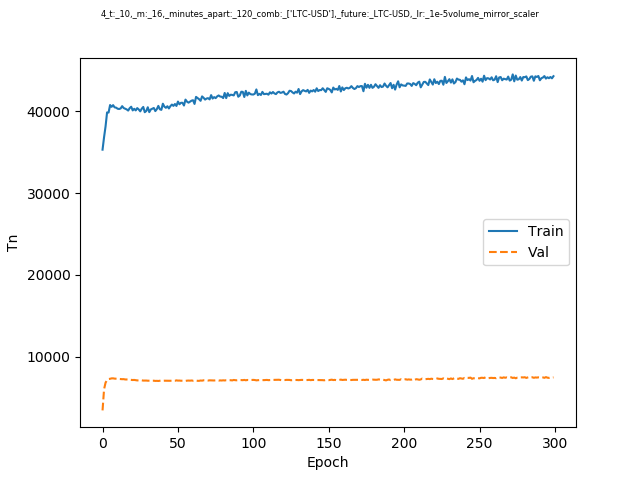 4_t:_10,_m:_16,_minutes_apart:_120_comb:_['LTC-USD'],_future:_LTC-USD,_lr:_1e-5volume_mirror_scaler
40000
30000
20000
10000
Tn
Train
Val
0 50 100 150 200 250 300
Epoch